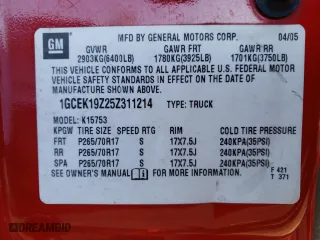 GM
MFD BY GENERAL MOTORS CORP. 04/05
GVWR GAWR FRT GAWR RR
2903KG(6400LB) 1780KG(3925LB) 1701KG(3750LB)
THIS VEHICLE CONFORMS TO ALL APPLICABLE U.S. FEDERAL MOTOR
VEHICLE SAFETY STANDARDS IN EFFECT ON THE DATE OF
MANUFACTURE SHOWN ABOVE.
1GCEK19Z25Z311214 TYPE: TRUCK
MODEL: K15753
KPGW TIRE SIZE SPEED RTG RIM COLD TIRE PRESSURE
FRT P265/70R17 S 17X7.5J 240KPA(35PSI)
RR P265/70R17 S 17X7.5J 240KPA(35PSI)
SPA P265/70R17 S 17X7.5J 240KPA(35PSI)
SEE OWNER'S MANUAL FOR MORE INFORMATION. F 421
T 371
DREAMBID